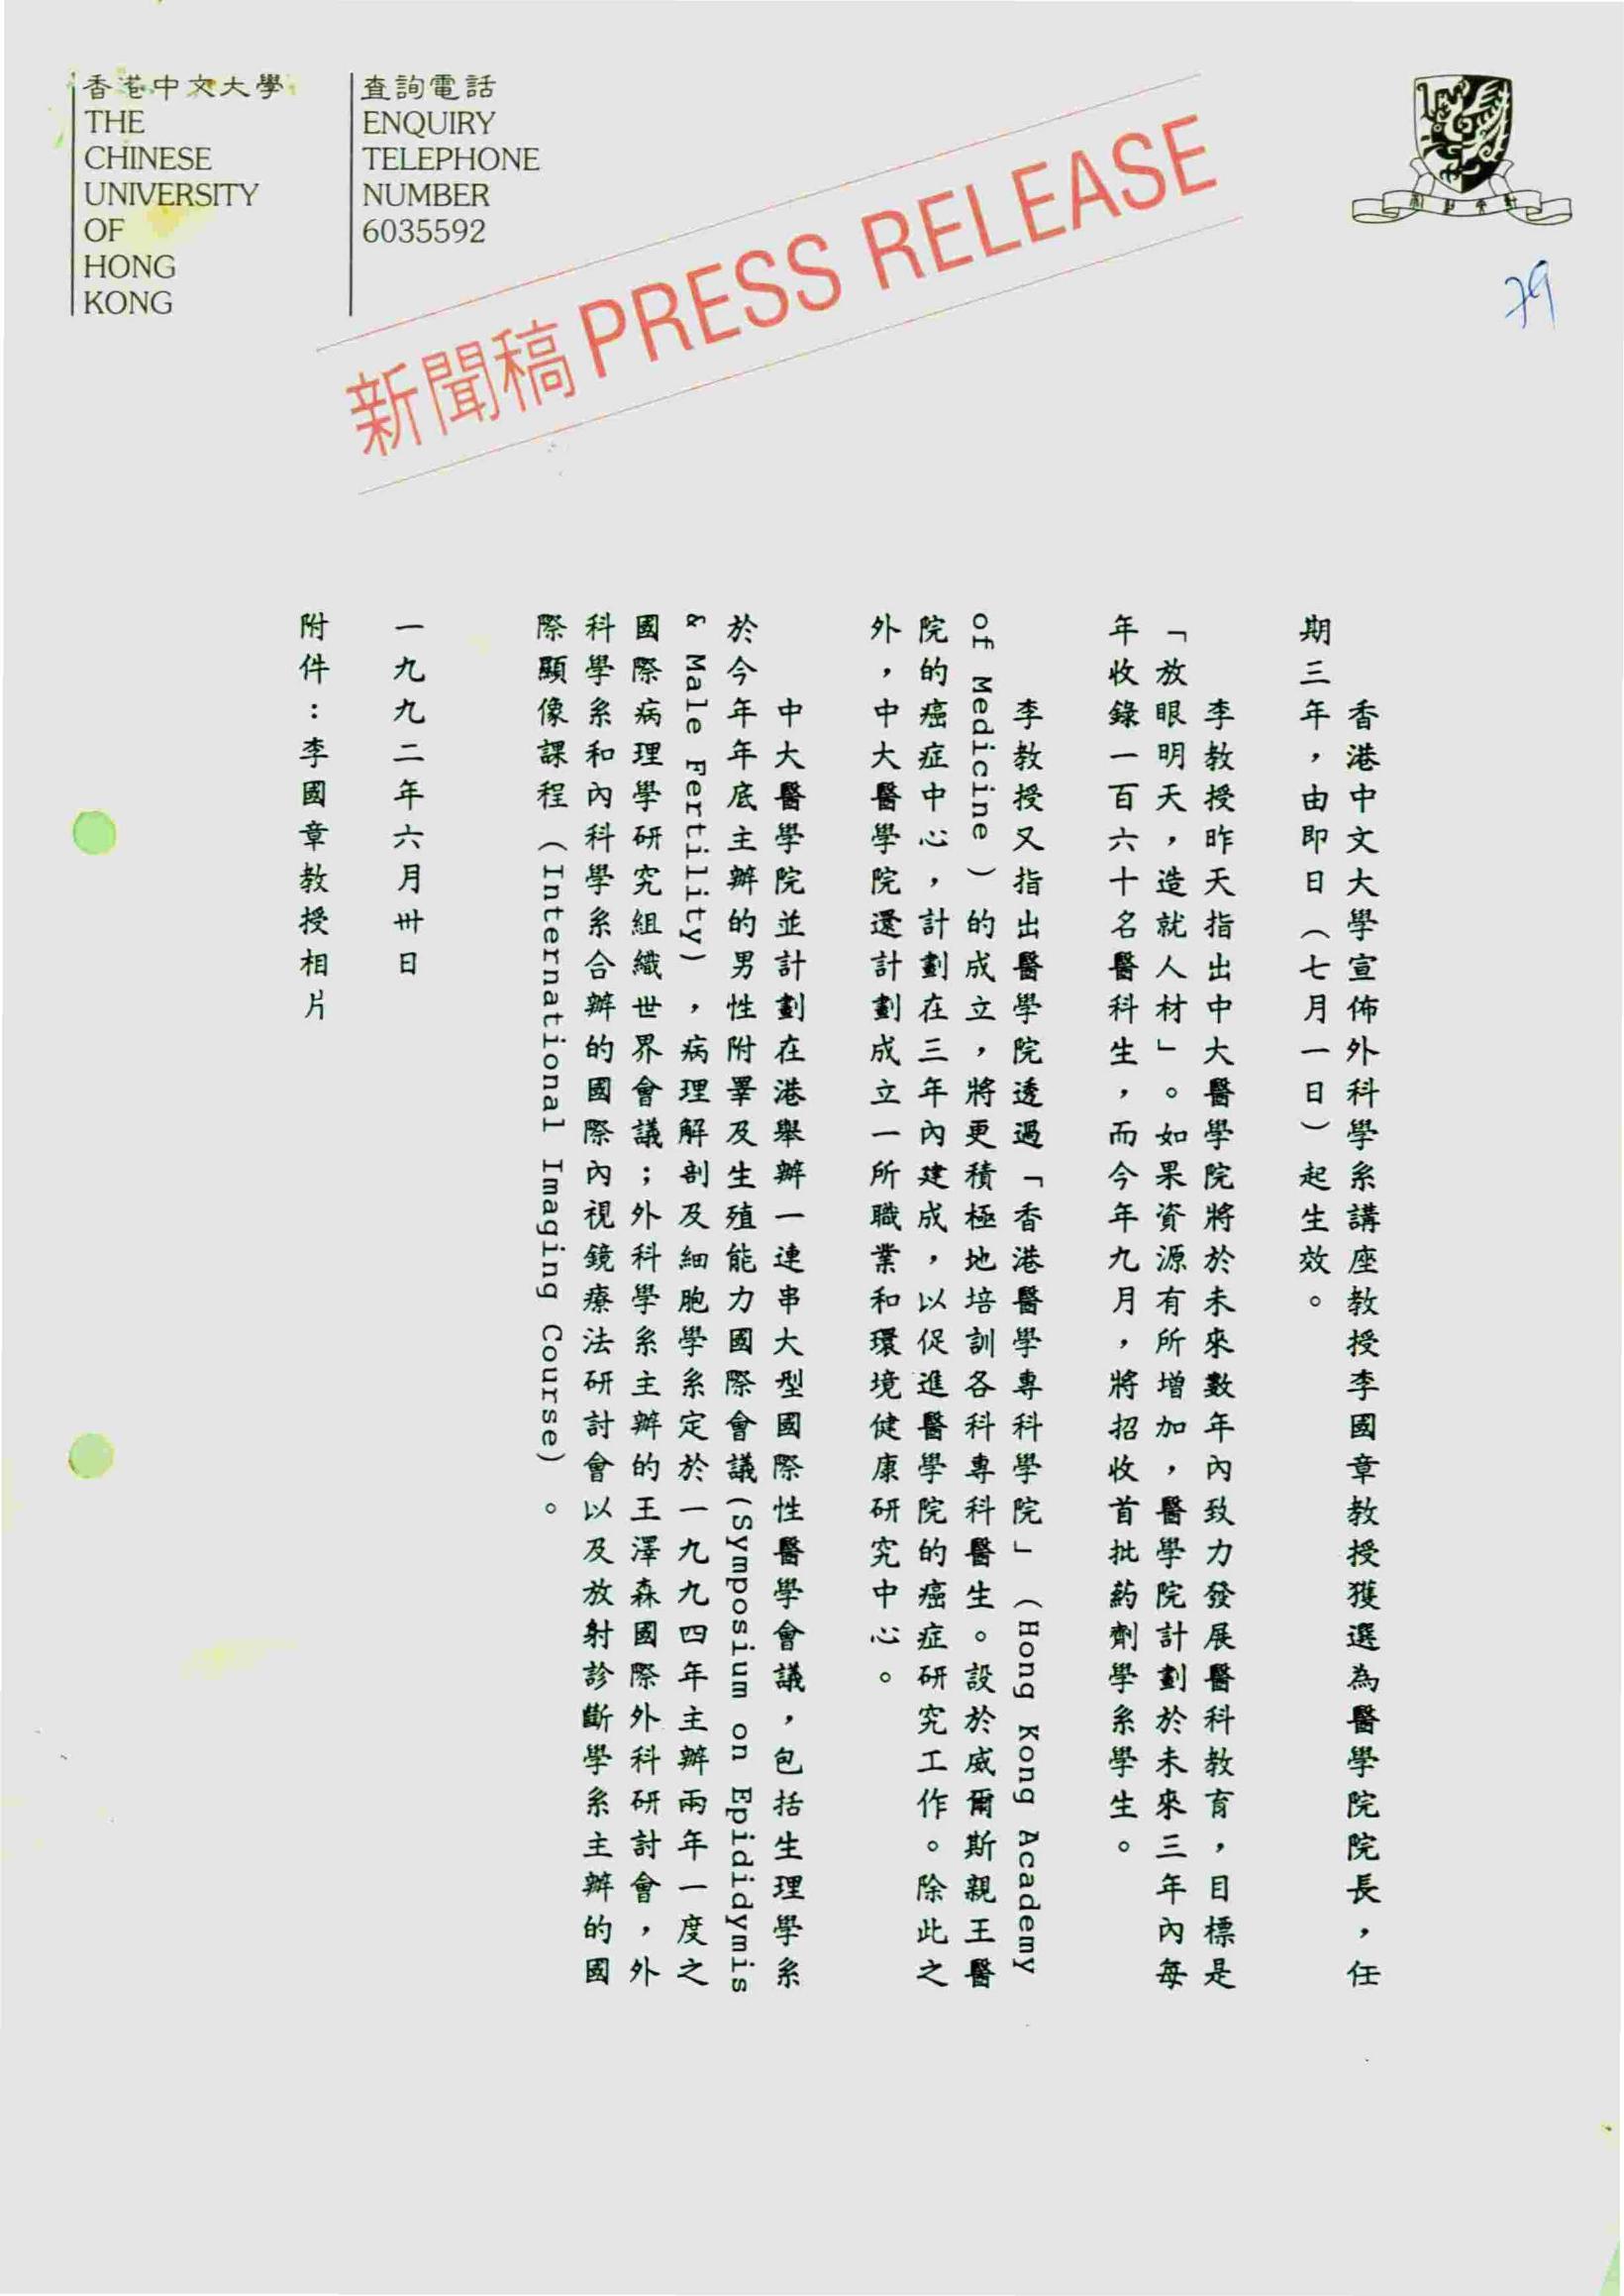 香港中文大學
THE
CHINESE
UNIVERSITY
OF
HONG
KONG
查詢電話
ENQUIRY
TELEPHONE
NUMBER
6035592
新聞稿 PRESS RELEASE
79
香港中文大學宣佈外科學系講座教授李國章教授獲選為醫學院院長，任
期三年，由即日（七月一日）起生效。
李教授昨天指出中大醫學院將於未來數年內致力發展醫科教育，目標是
「放眼明天，造就人材」。如果資源有所增加，醫學院計劃於未來三年內每
年收錄一百六十名醫科生，而今年九月，將招收首批葯劑學系學生。
李教授又指出醫學院透過「香港醫學專科學院」（Hong Kong Academy
of Medicine）的成立，將更積極地培訓各科專科醫生。設於威爾斯親王醫
院的癌症中心，計劃在三年內建成，以促進醫學院的癌症研究工作。除此之
外，中大醫學院還計劃成立一所職業和環境健康研究中心。
中大醫學院並計劃在港舉辦一連串大型國際性醫學會議，包括生理學系
於今年年底主辦的男性附睪及生殖能力國際會議(Symposium on Epididymis
& Male Fertility)，病理解剖及細胞學系定於一九九四年主辦兩年一度之
國際病理學研究組織世界會議；外科學系主辦的王澤森國際外科研討會，外
科學系和內科學系合辦的國際內視鏡療法研討會以及放射診斷學系主辦的國
際顯像課程（International Imaging Course)。
一九九二年六月卅日
附件：李國章教授相片